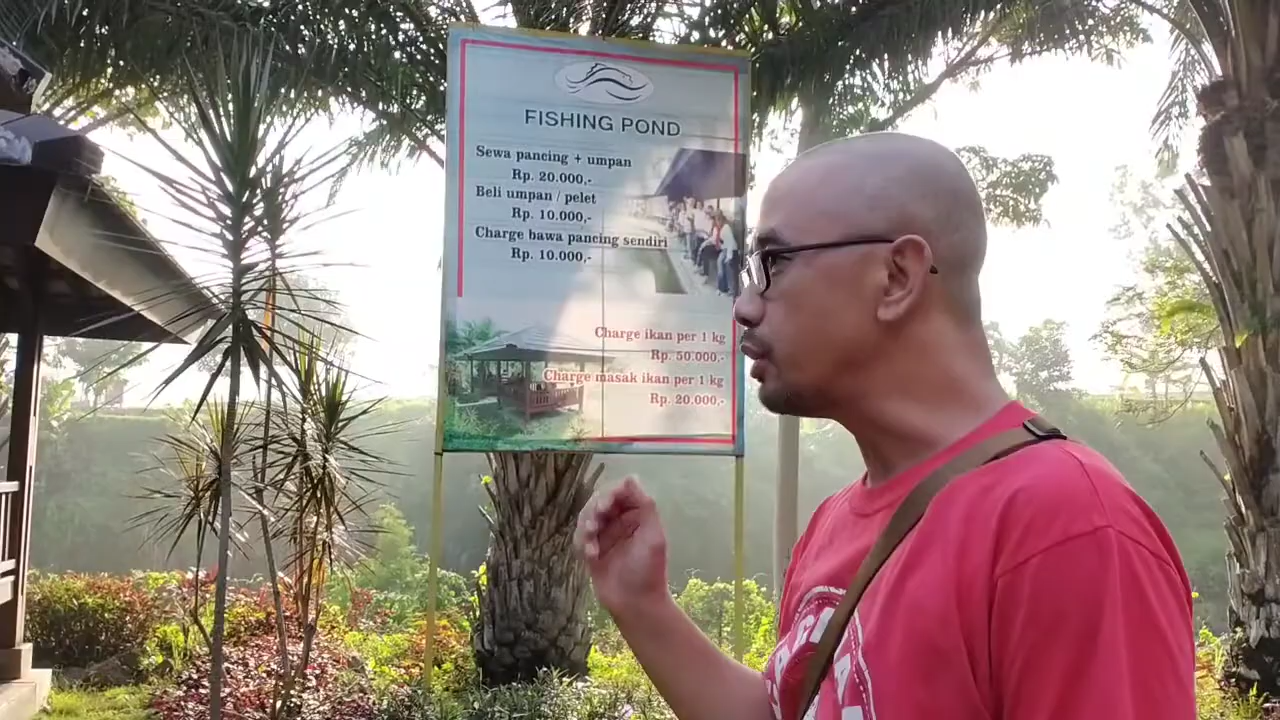 FISHING POND
Sewa pancing + umpan
Rp. 20.000,-
Beli umpan / pelet
Rp. 10.000,-
Charge bawa pancing sendiri
Rp. 10.000,-
Charge ikan per 1 kg
Rp. 50.000,-
Charge masak ikan per 1 kg
Rp. 20.000,-